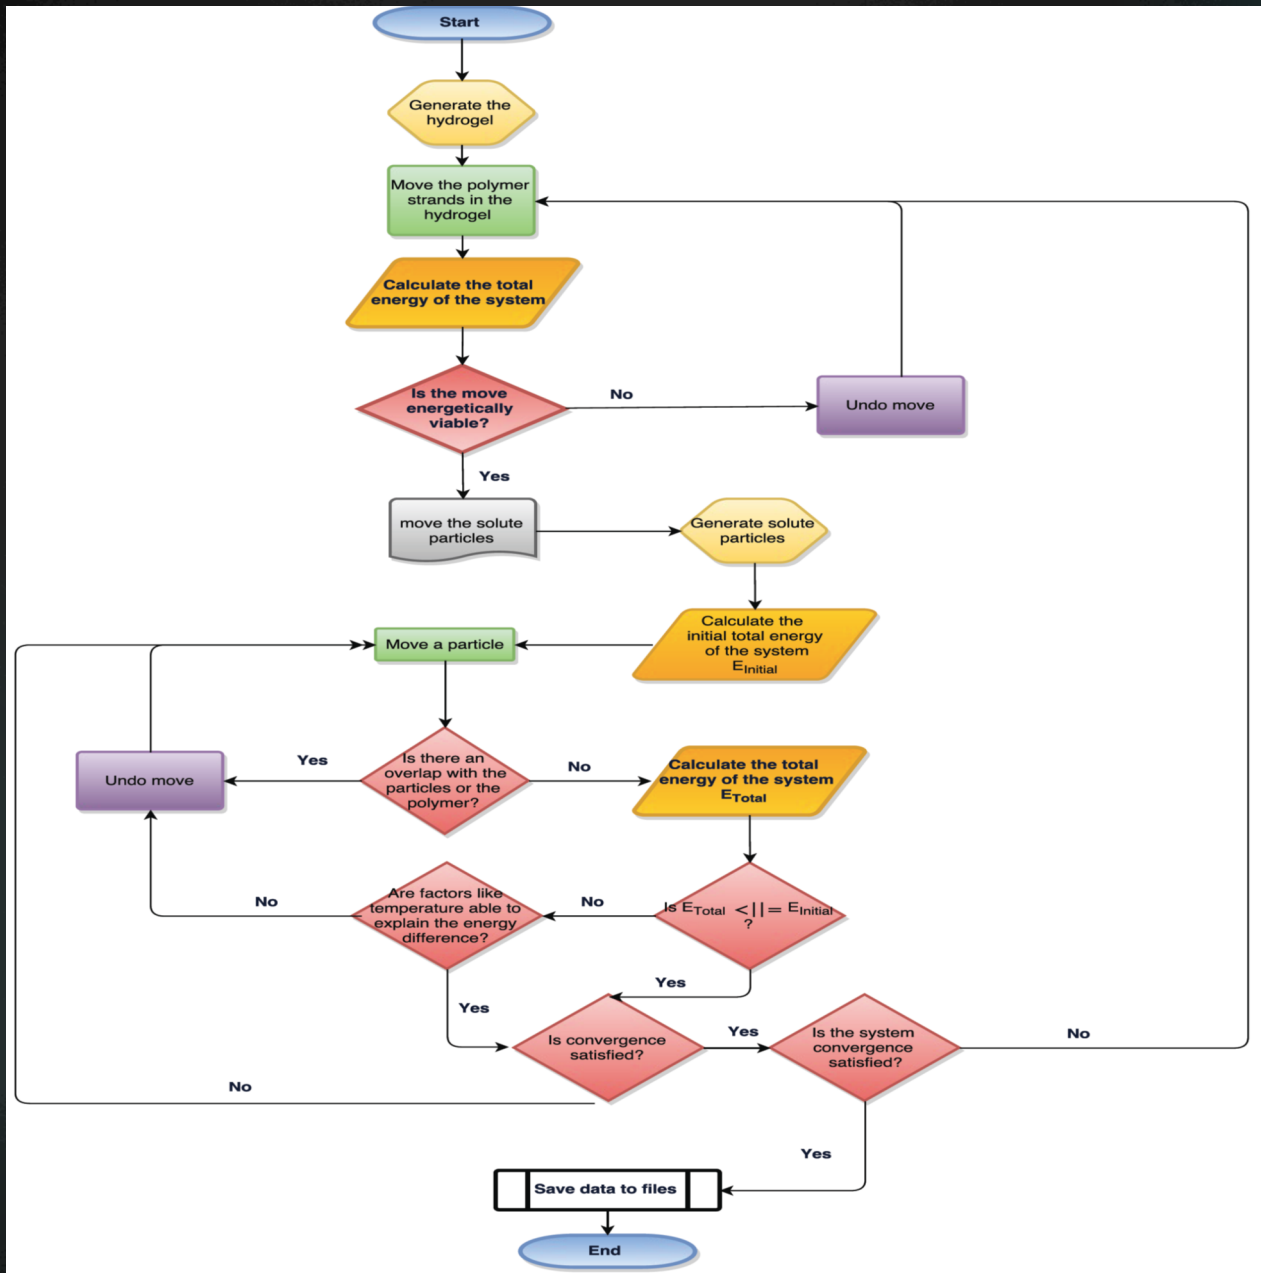 Start
Generate the
hydrogel
Move the polymer
strands in the
hydrogel
Calculate the total
energy of the system
Is the move
energetically
viable?
No
Undo move
Yes
move the solute
particles
Generate solute
particles
Calculate the
initial total energy
of the system
E_Initial
Move a particle
Is there an
overlap with the
particles or the
polymer?
Yes
Undo move
No
Calculate the total
energy of the system
E_Total
Is E_Total <||= E_Initial
?
No
Are factors like
temperature able to
explain the energy
difference?
No
Yes
Yes
Is convergence
satisfied?
Yes
Is the system
convergence
satisfied?
No
No
Yes
Save data to files
End